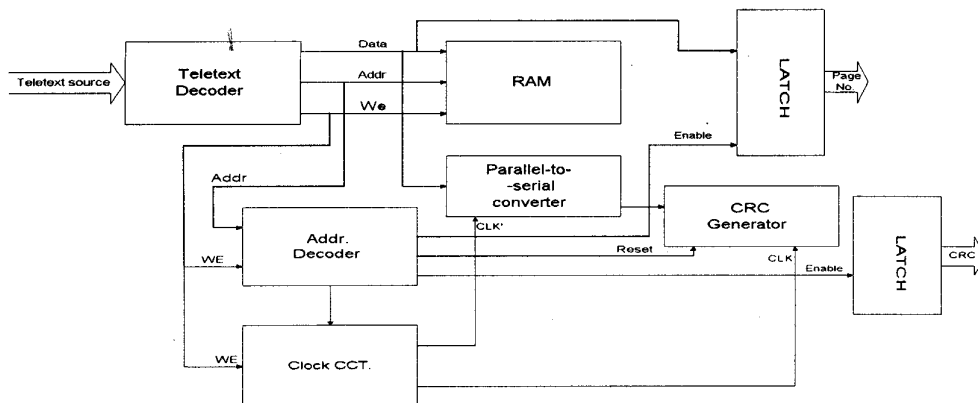 Teletext source
Teletext
Decoder
Data
Addr
We
RAM
LATCH
Page
No.
Enable
Addr
Parallel-to-
-serial
converter
CLK'
CRC
Generator
Addr.
Decoder
WE
Reset
CLK
Enable
LATCH
CRC
WE
Clock CCT.